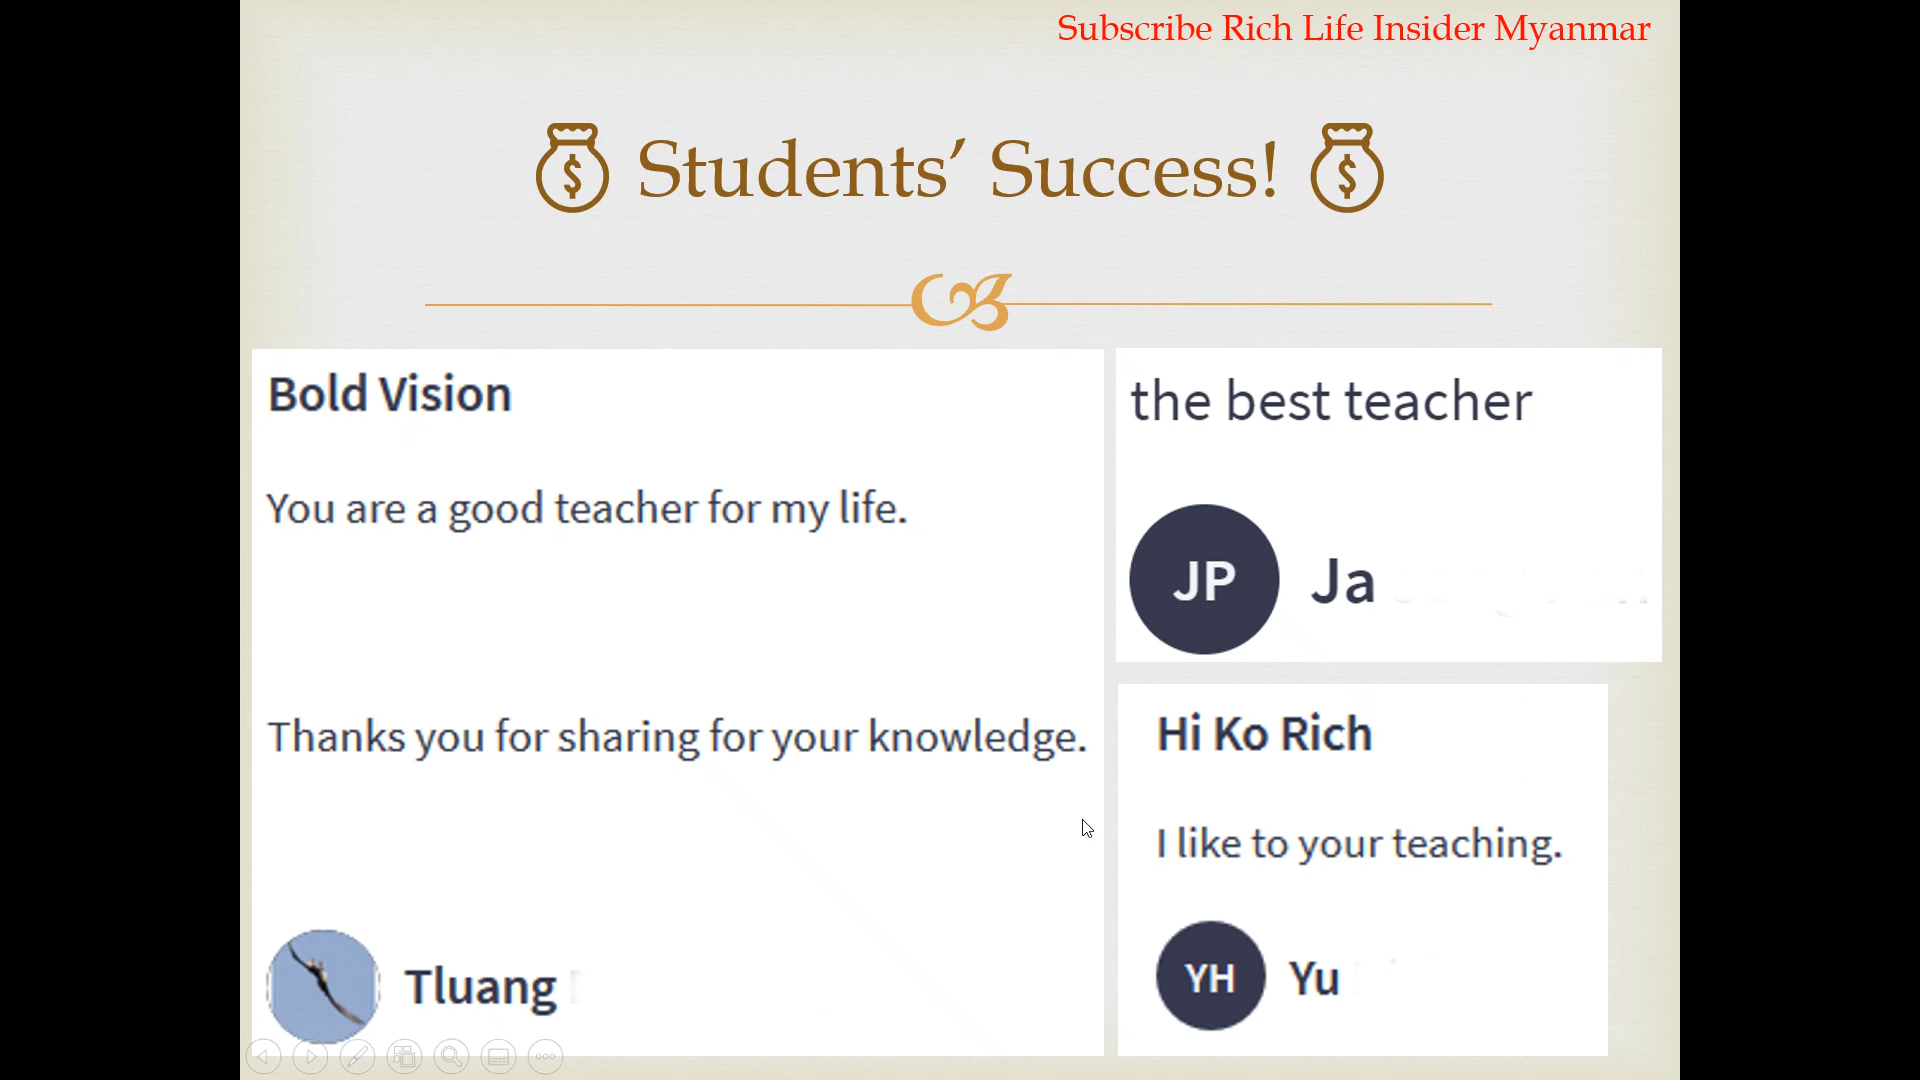 Subscribe Rich Life Insider Myanmar
Students’ Success!
Bold Vision
You are a good teacher for my life.
Thanks you for sharing for your knowledge.
Tluang
the best teacher
JP
Ja
Hi Ko Rich
I like to your teaching.
YH
Yu